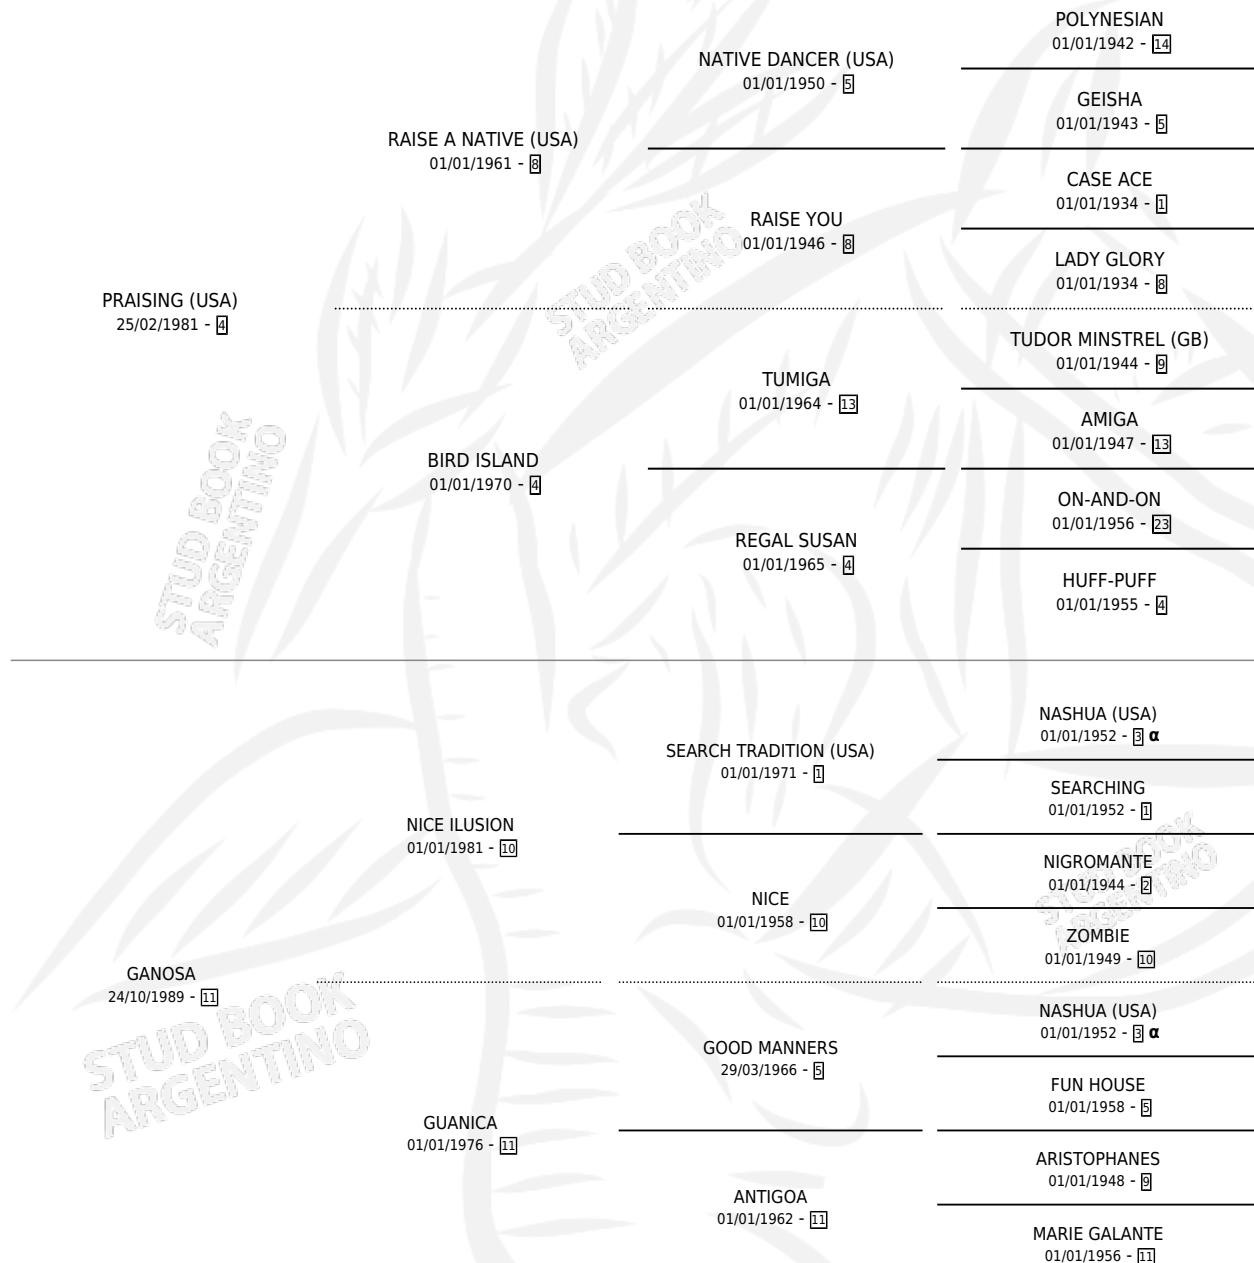 POLYNESIAN
01/01/1942 - 14
NATIVE DANCER (USA)
01/01/1950 - 5
GEISHA
01/01/1943 - 5
RAISE A NATIVE (USA)
01/01/1961 - 8
CASE ACE
01/01/1934 - 1
RAISE YOU
01/01/1946 - 8
LADY GLORY
01/01/1934 - 8
PRAISING (USA)
25/02/1981 - 4
TUDOR MINSTREL (GB)
01/01/1944 - 9
TUMIGA
01/01/1964 - 13
AMIGA
01/01/1947 - 13
BIRD ISLAND
01/01/1970 - 4
ON-AND-ON
01/01/1956 - 23
REGAL SUSAN
01/01/1965 - 4
HUFF-PUFF
01/01/1955 - 4
NASHUA (USA)
01/01/1952 - 3 α
SEARCH TRADITION (USA)
01/01/1971 - 1
SEARCHING
01/01/1952 - 1
NICE ILUSION
01/01/1981 - 10
NIGROMANTE
01/01/1944 - 2
NICE
01/01/1958 - 10
ZOMBIE
01/01/1949 - 10
GANOSA
24/10/1989 - 11
NASHUA (USA)
01/01/1952 - 3 α
GOOD MANNERS
29/03/1966 - 5
FUN HOUSE
01/01/1958 - 5
GUANICA
01/01/1976 - 11
ARISTOPHANES
01/01/1948 - 9
ANTIGOA
01/01/1962 - 11
MARIE GALANTE
01/01/1956 - 11
STUD BOOK
ARGENTINO
STUD BOOK
ARGENTINO
STUD BOOK
ARGENTINO
STUD BOOK
ARGENTINO